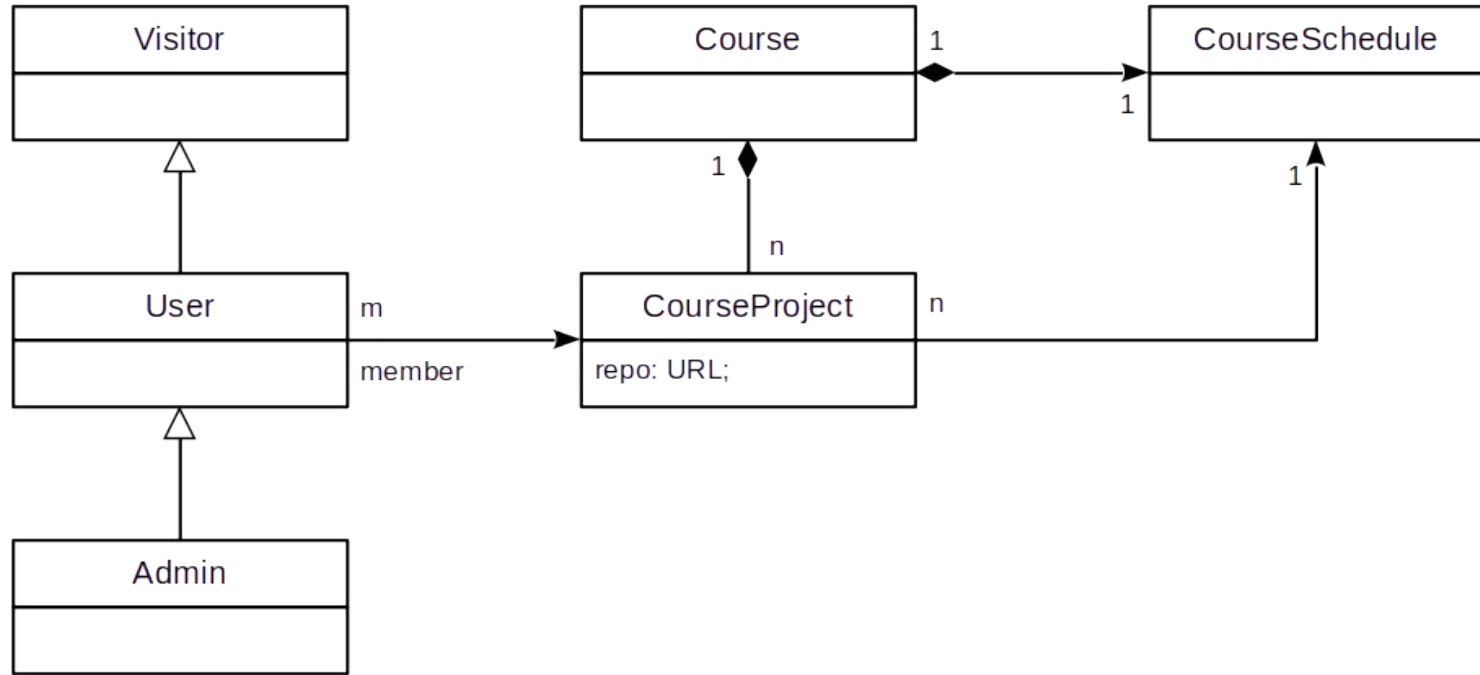 Visitor
Course
1
CourseSchedule
1
1
1
n
User
m
member
CourseProject
n
repo: URL;
Admin